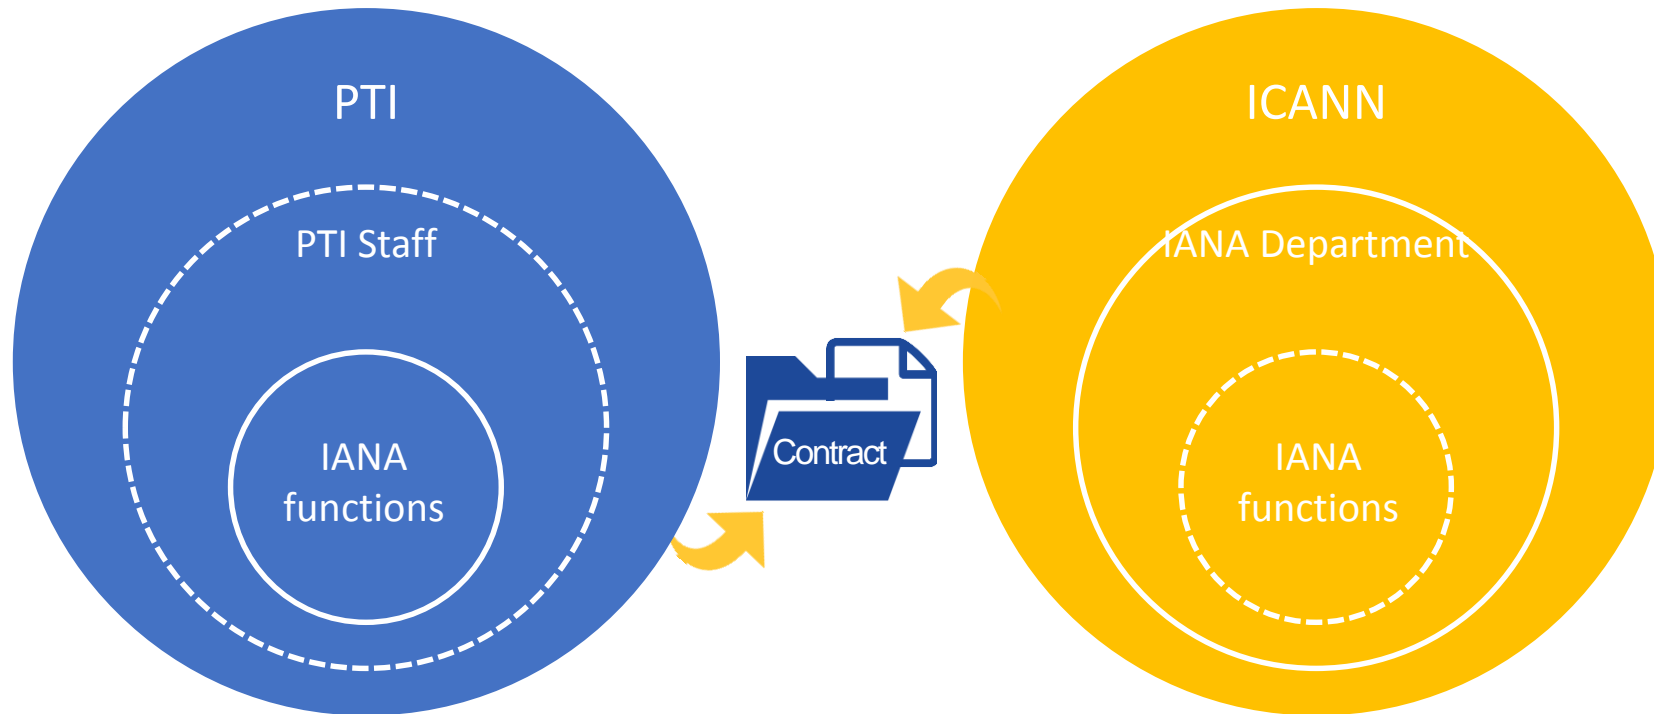 PTI
PTI Staff
IANA
functions
Contract
ICANN
IANA Department
IANA
functions